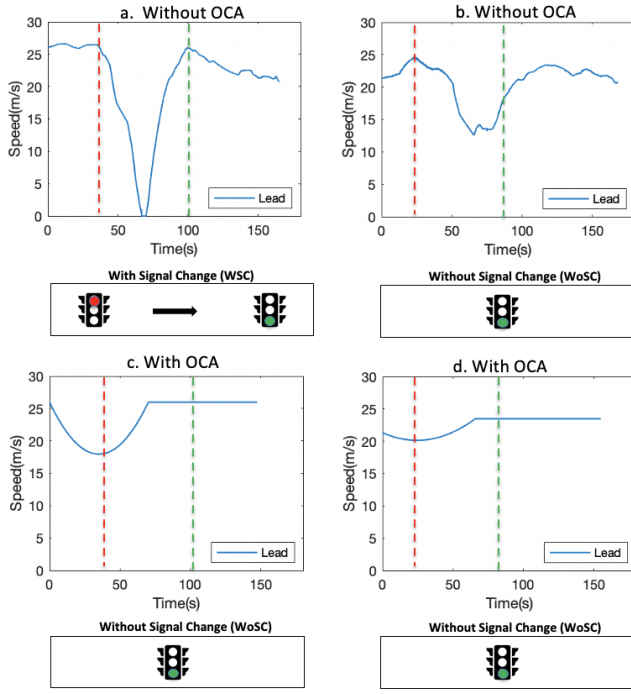 a. Without OCA
30
25
20
15
10
5
0
Speed(m/s)
Lead
0 50 100 150
Time(s)
b. Without OCA
30
25
20
15
10
5
0
Speed(m/s)
Lead
0 50 100 150
Time(s)
With Signal Change (WSC)
Without Signal Change (WoSC)
c. With OCA
30
25
20
15
10
5
0
Speed(m/s)
Lead
0 50 100 150
Time(s)
d. With OCA
30
25
20
15
10
5
0
Speed(m/s)
Lead
0 50 100 150
Time(s)
Without Signal Change (WoSC)
Without Signal Change (WoSC)